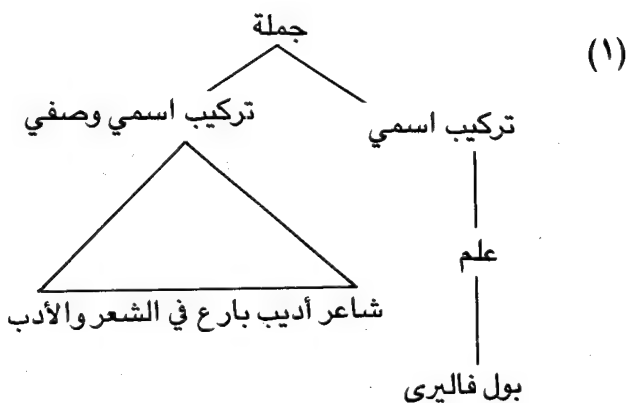 (١)
جملة
تركيب اسمي
تركيب اسمي وصفي
علم
شاعر أديب بارع في الشعر والأدب
بول فاليرى